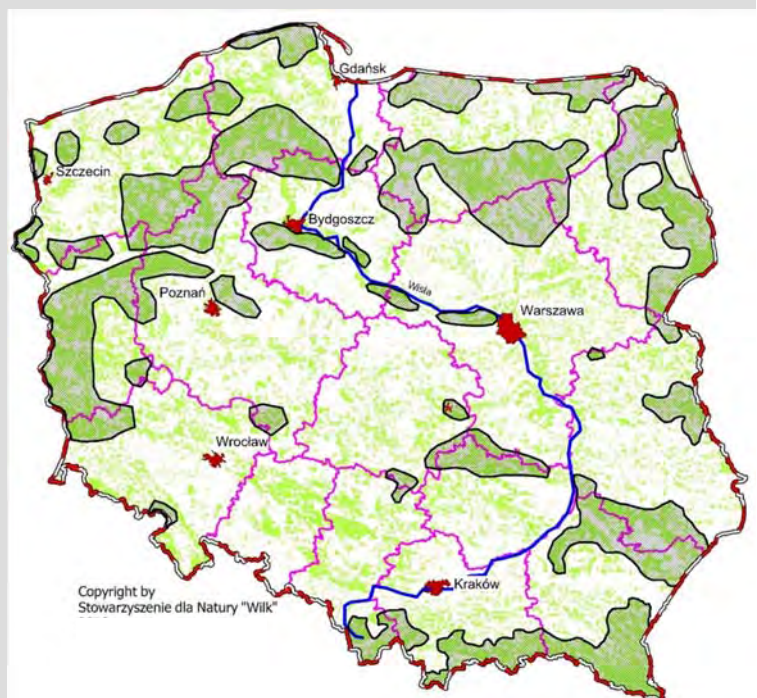 Gdańsk
Szczecin
Bydgoszcz
Wisła
Poznań
Warszawa
Wrocław
Kraków
Copyright by
Stowarzyszenie dla Natury "Wilk"